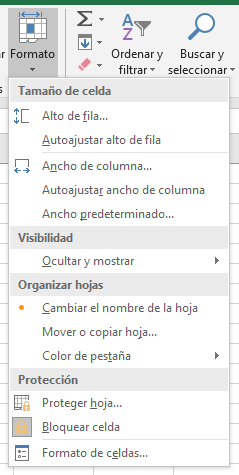 Formato
Ordenar y
filtrar
Buscar y
seleccionar
Tamaño de celda
Alto de fila...
Autoajustar alto de fila
Ancho de columna...
Autoajustar ancho de columna
Ancho predeterminado...
Visibilidad
Ocultar y mostrar
Organizar hojas
Cambiar el nombre de la hoja
Mover o copiar hoja...
Color de pestaña
Protección
Proteger hoja...
Bloquear celda
Formato de celdas...